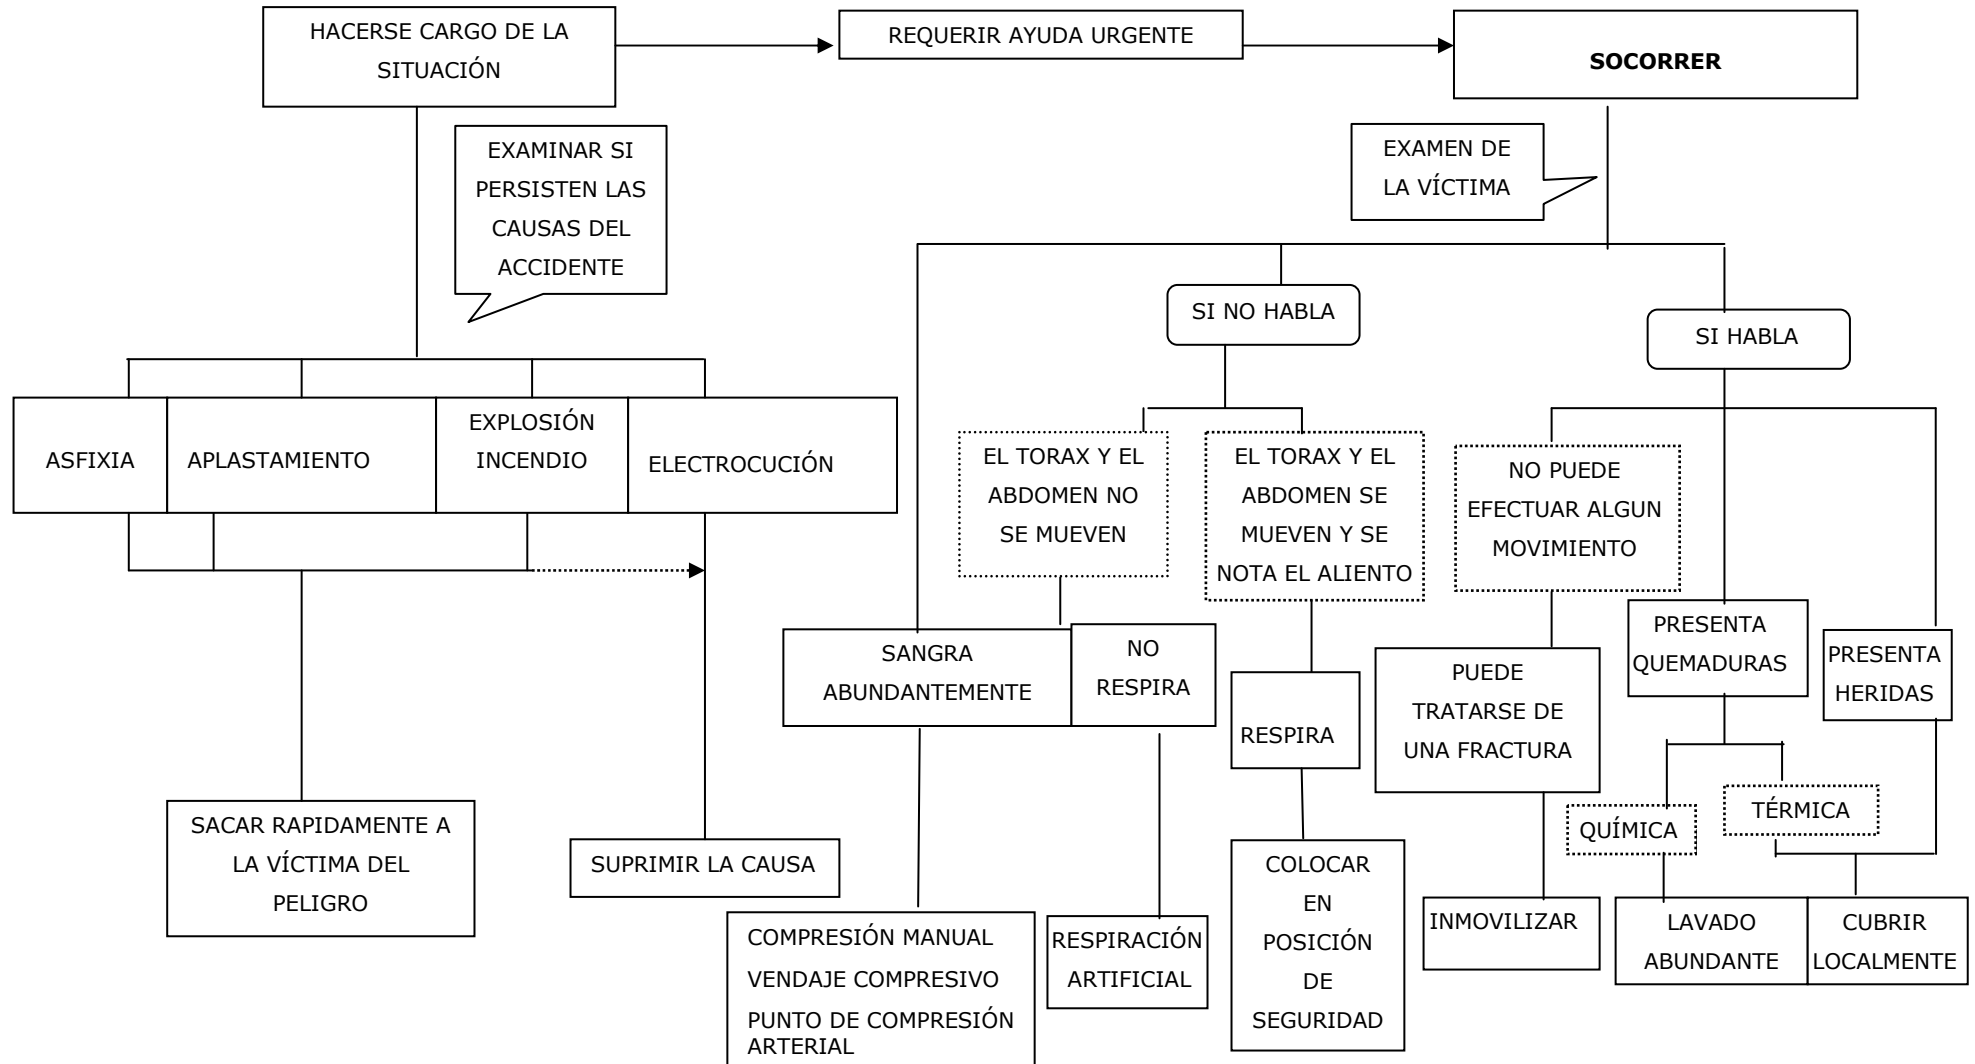 HACERSE CARGO DE LA
SITUACIÓN
REQUERIR AYUDA URGENTE
SOCORRER
EXAMINAR SI
PERSISTEN LAS
CAUSAS DEL
ACCIDENTE
EXAMEN DE
LA VÍCTIMA
SI NO HABLA
SI HABLA
ASFIXIA
APLASTAMIENTO
EXPLOSIÓN
INCENDIO
ELECTROCUCIÓN
EL TORAX Y EL
ABDOMEN NO
SE MUEVEN
EL TORAX Y EL
ABDOMEN SE
MUEVEN Y SE
NOTA EL ALIENTO
NO PUEDE
EFECTUAR ALGUN
MOVIMIENTO
SANGRA
ABUNDANTEMENTE
NO
RESPIRA
RESPIRA
PUEDE
TRATARSE DE
UNA FRACTURA
PRESENTA
QUEMADURAS
PRESENTA
HERIDAS
QUÍMICA
TÉRMICA
SACAR RAPIDAMENTE A
LA VÍCTIMA DEL
PELIGRO
SUPRIMIR LA CAUSA
COMPRESIÓN MANUAL
VENDAJE COMPRESIVO
PUNTO DE COMPRESIÓN
ARTERIAL
RESPIRACIÓN
ARTIFICIAL
COLOCAR
EN
POSICIÓN
DE
SEGURIDAD
INMOVILIZAR
LAVADO
ABUNDANTE
CUBRIR
LOCALMENTE